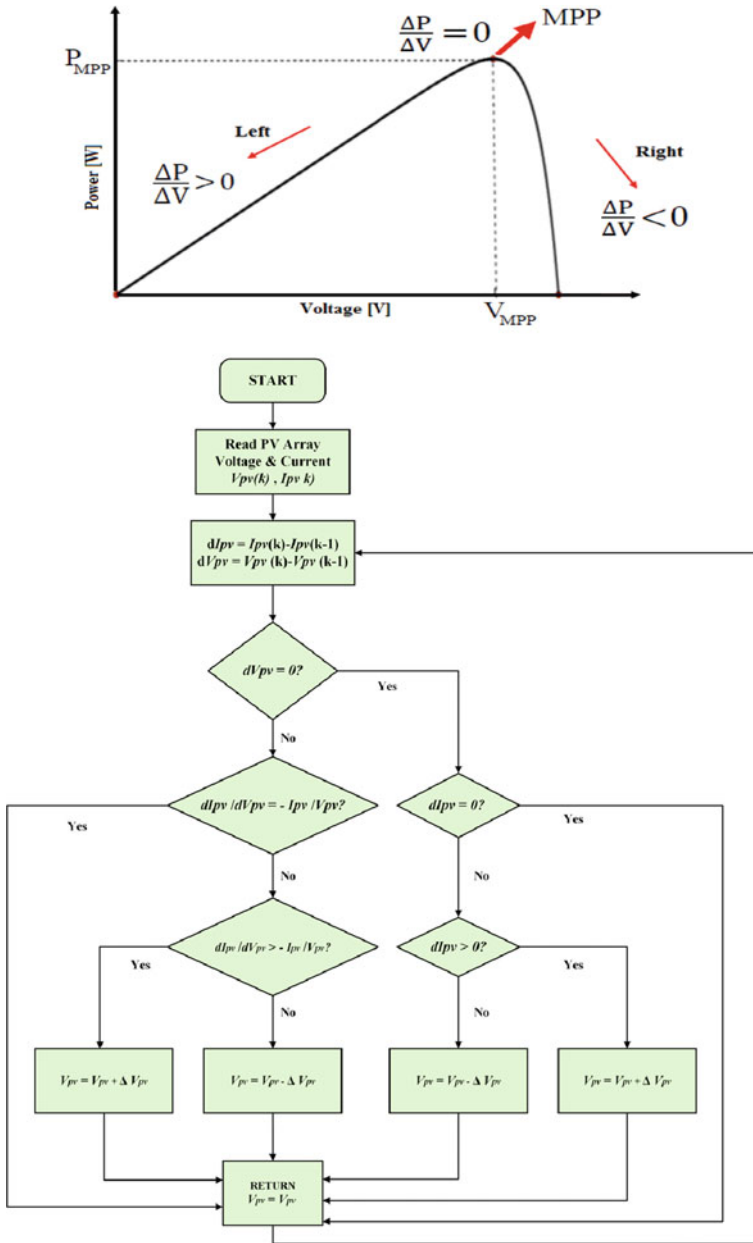 ΔP/ΔV = 0
MPP
P_MPP
Left
Right
ΔP/ΔV > 0
ΔP/ΔV < 0
Power [W]
Voltage [V]
V_MPP
START
Read PV Array
Voltage & Current
Vpv(k) , Ipv k)
dIpv = Ipv(k)-Ipv(k-1)
dVpv = Vpv (k)-Vpv (k-1)
dVpv = 0?
Yes
No
dIpv /dVpv = - Ipv /Vpv?
dIpv = 0?
Yes
Yes
No
No
dIpv /dVpv > - Ipv /Vpv?
dIpv > 0?
Yes
Yes
No
No
Vpv = Vpv + Δ Vpv
Vpv = Vpv - Δ Vpv
Vpv = Vpv - Δ Vpv
Vpv = Vpv + Δ Vpv
RETURN
Vpv = Vpv